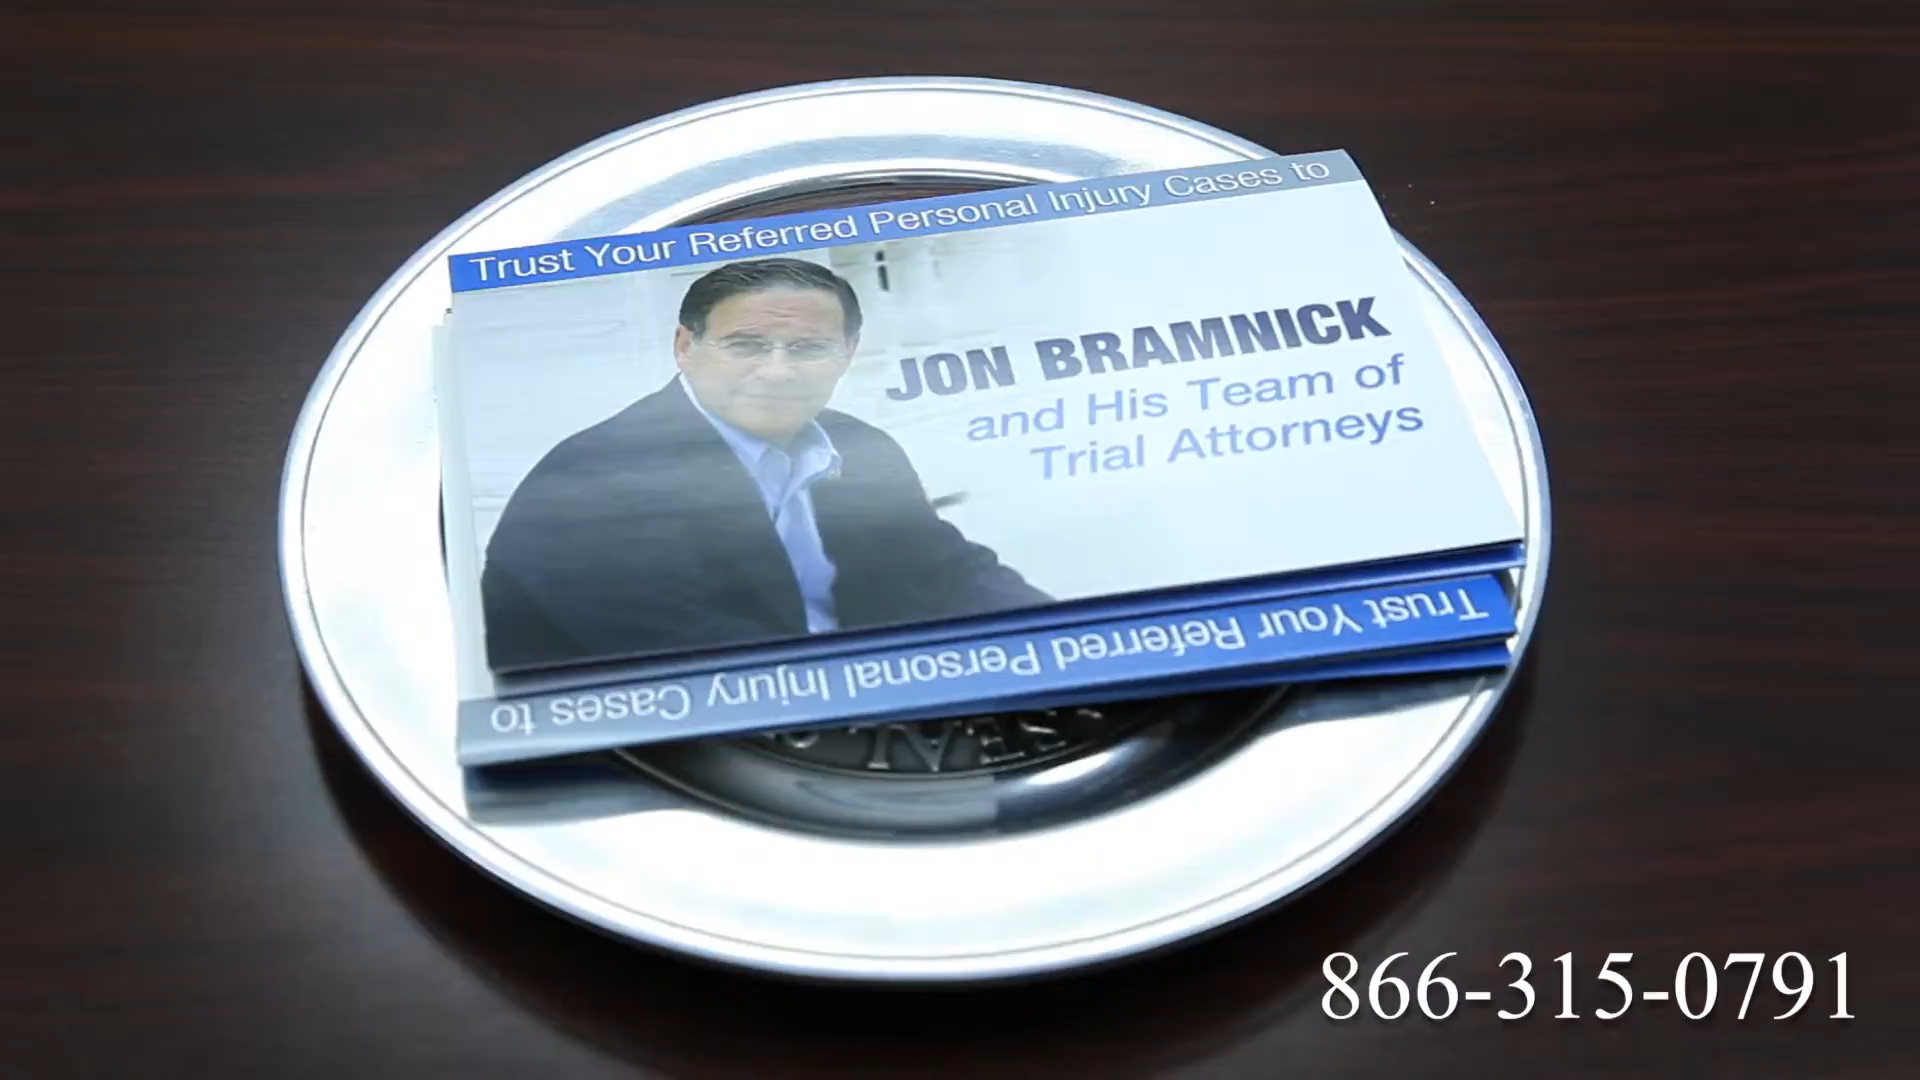 Trust Your Referred Personal Injury Cases to
JON BRAMNICK
and His Team of
Trial Attorneys
Trust Your Referred Personal Injury Cases to
SEAL O
866-315-0791